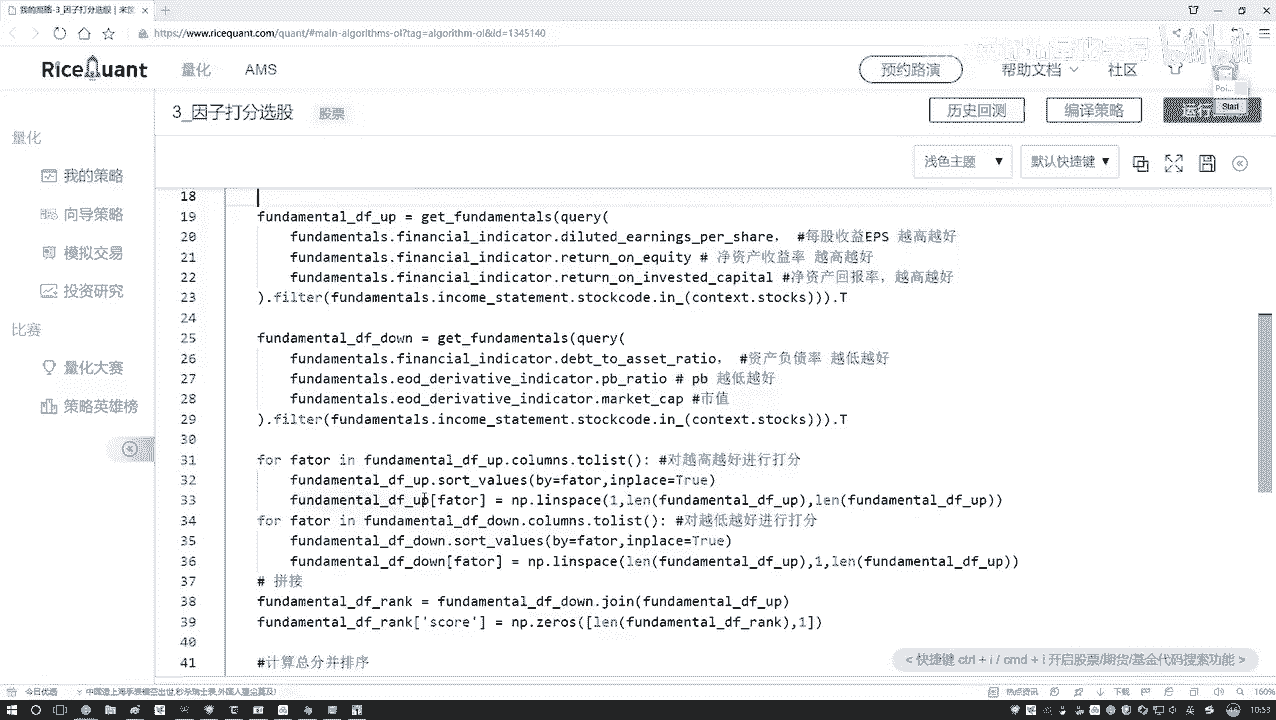 我的策略-3_因子打分选股
https://www.ricequant.com/quant/#main-algorithms-ol?tag=algorithm-ol&id=1345140
RiceQuant 量化 AMS 预约路演 帮助文档 社区
3_因子打分选股 股票 历史回测 编译策略
Start
量化
我的策略
向导策略
模拟交易
投资研究
比赛
量化大赛
策略英雄榜
浅色主题 ▼ 默认快捷键 ▼
18
19 fundamental_df_up = get_fundamentals(query(
20 fundamentals.financial_indicator.diluted_earnings_per_share, #每股收益EPS 越高越好
21 fundamentals.financial_indicator.return_on_equity # 净资产收益率 越高越好
22 fundamentals.financial_indicator.return_on_invested_capital #净资产回报率，越高越好
23 ).filter(fundamentals.income_statement.stockcode.in_(context.stocks))).T
24
25 fundamental_df_down = get_fundamentals(query(
26 fundamentals.financial_indicator.debt_to_asset_ratio, #资产负债率 越低越好
27 fundamentals.eod_derivative_indicator.pb_ratio # pb 越低越好
28 fundamentals.eod_derivative_indicator.market_cap #市值
29 ).filter(fundamentals.income_statement.stockcode.in_(context.stocks))).T
30
31 for fator in fundamental_df_up.columns.tolist(): #对越高越好进行打分
32 fundamental_df_up.sort_values(by=fator,inplace=True)
33 fundamental_df_up[fator] = np.linspace(1,len(fundamental_df_up),len(fundamental_df_up))
34 for fator in fundamental_df_down.columns.tolist(): #对越低越好进行打分
35 fundamental_df_down.sort_values(by=fator,inplace=True)
36 fundamental_df_down[fator] = np.linspace(len(fundamental_df_up),1,len(fundamental_df_up))
37 # 拼接
38 fundamental_df_rank = fundamental_df_down.join(fundamental_df_up)
39 fundamental_df_rank['score'] = np.zeros([len(fundamental_df_rank),1])
40
41 #计算总分并排序
< 快捷键 ctrl + i / cmd + i 开启股票/期货/基金代码搜索功能 >
今日优选
热点资讯 下载 160%
英 10:53